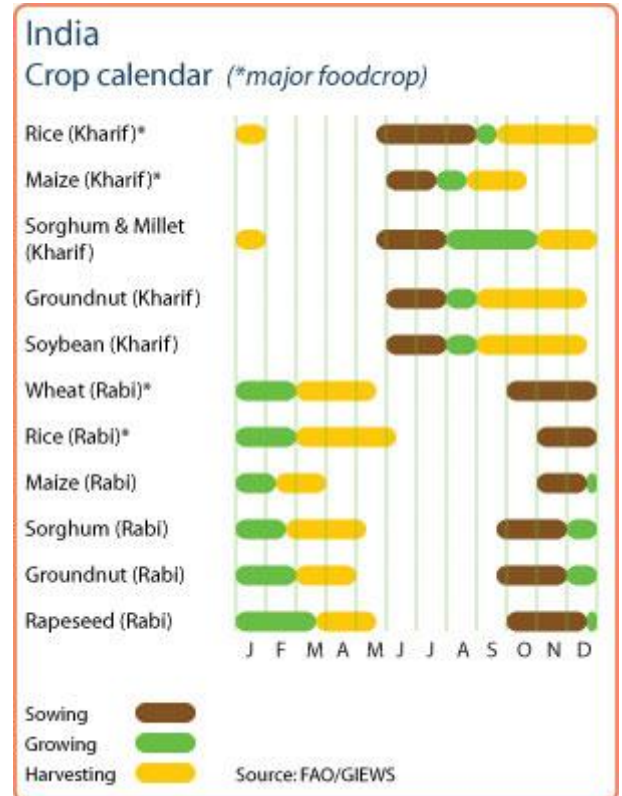 India
Crop calendar (*major foodcrop)
Rice (Kharif)*
Maize (Kharif)*
Sorghum & Millet
(Kharif)
Groundnut (Kharif)
Soybean (Kharif)
Wheat (Rabi)*
Rice (Rabi)*
Maize (Rabi)
Sorghum (Rabi)
Groundnut (Rabi)
Rapeseed (Rabi)
J F M A M J J A S O N D
Sowing
Growing
Harvesting Source: FAO/GIEWS